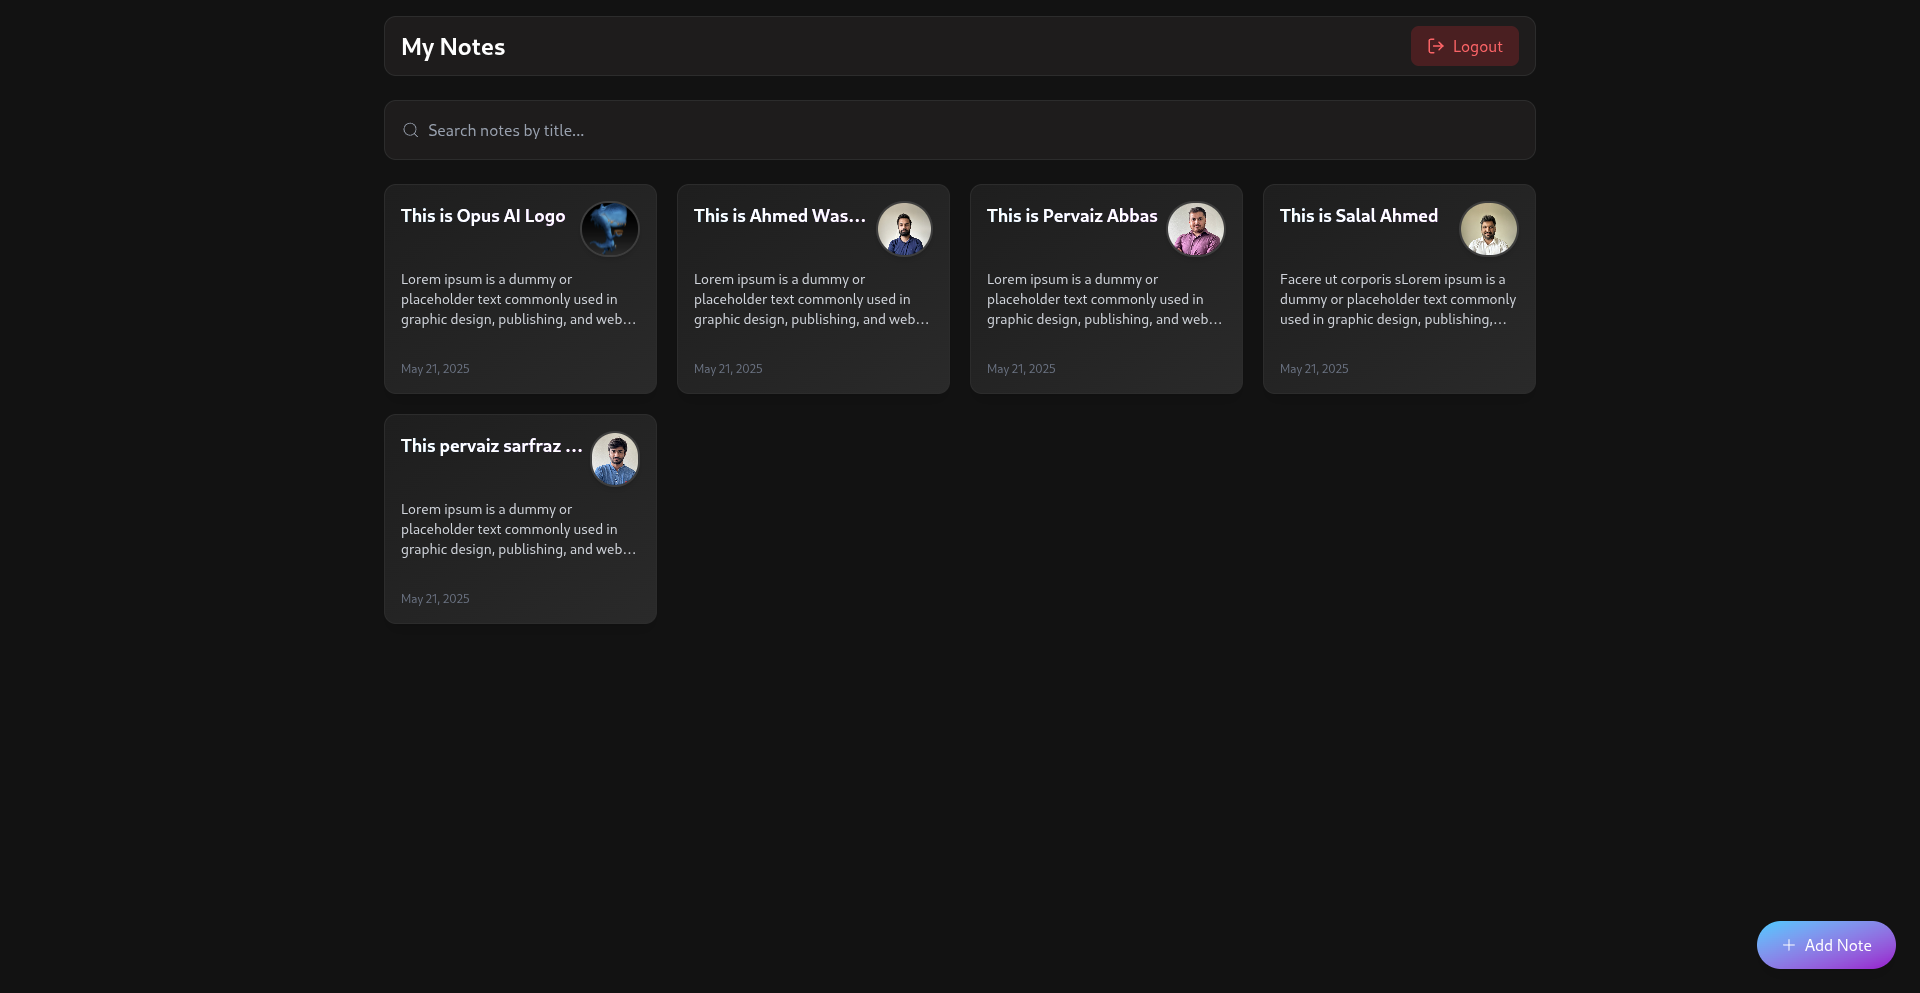 My Notes
Logout
Search notes by title...
This is Opus AI Logo
Lorem ipsum is a dummy or
placeholder text commonly used in
graphic design, publishing, and web...
May 21, 2025
This is Ahmed Was...
Lorem ipsum is a dummy or
placeholder text commonly used in
graphic design, publishing, and web...
May 21, 2025
This is Pervaiz Abbas
Lorem ipsum is a dummy or
placeholder text commonly used in
graphic design, publishing, and web...
May 21, 2025
This is Salal Ahmed
Facere ut corporis sLorem ipsum is a
dummy or placeholder text commonly
used in graphic design, publishing,...
May 21, 2025
This pervaiz sarfraz ...
Lorem ipsum is a dummy or
placeholder text commonly used in
graphic design, publishing, and web...
May 21, 2025
Add Note